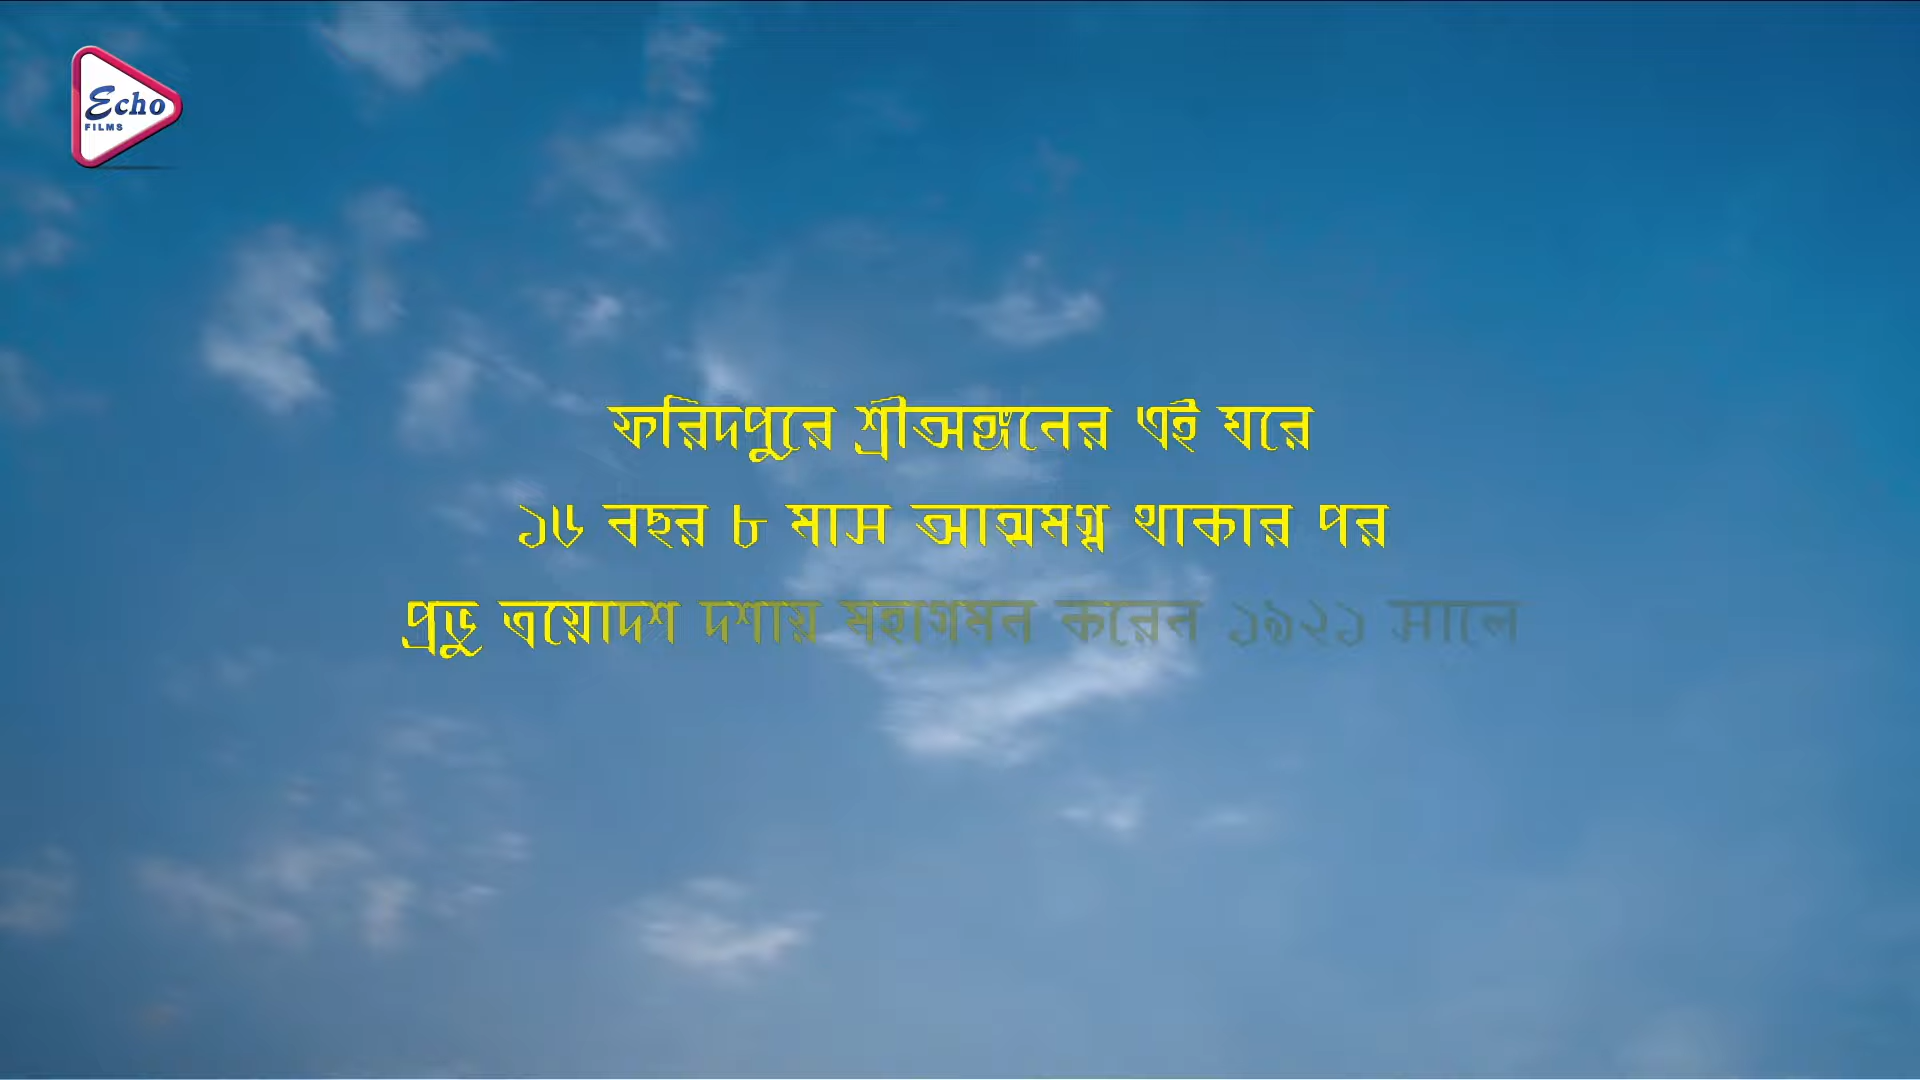 Echo
FILMS
ফরিদপুরে শ্রীঅঙ্গনের এই ঘরে
১৬ বছর ৮ মাস আত্মমগ্ন থাকার পর
প্রভু ত্রয়োদশ দশায় মহাগমন করেন ১৯২১ সালে